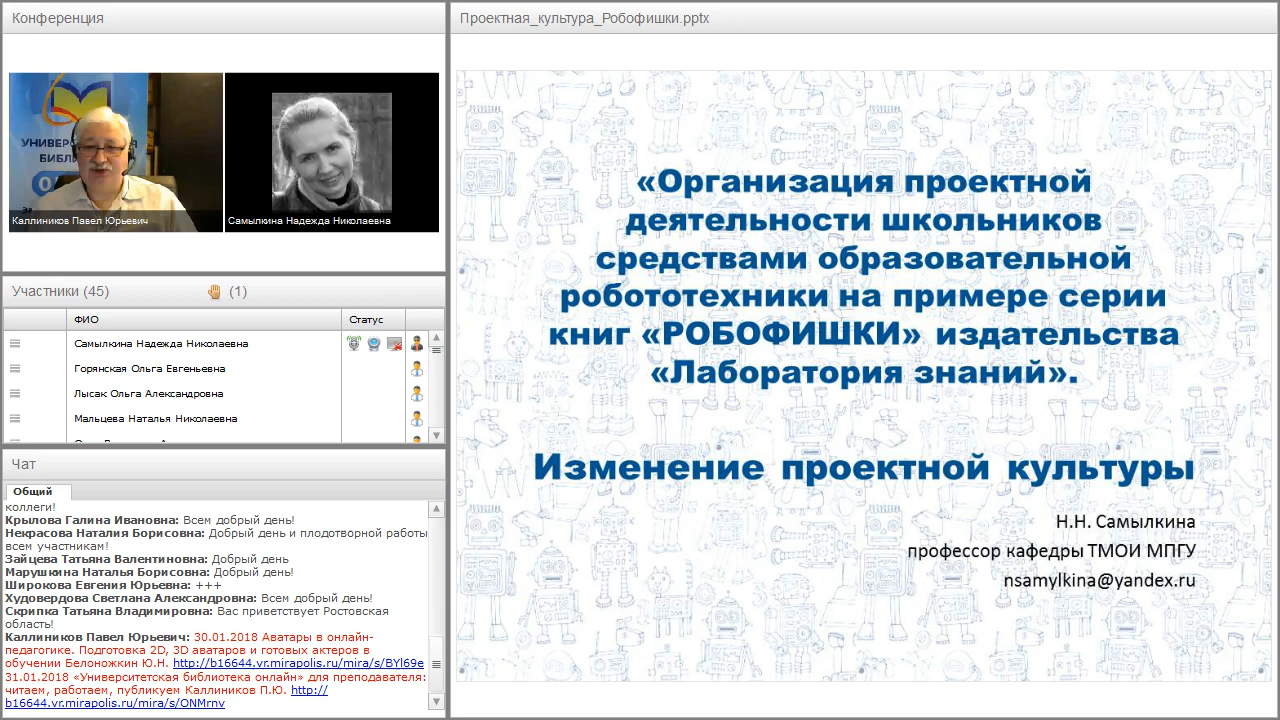 Конференция
УНИВЕР
БИБЛ
Каллиников Павел Юрьевич
Самылкина Надежда Николаевна
Участники (45)
(1)
ФИО
Статус
Самылкина Надежда Николаевна
Горянская Ольга Евгеньевна
Лысак Ольга Александровна
Мальцева Наталья Николаевна
Чат
Общий
коллеги!
Крылова Галина Ивановна: Всем добрый день!
Некрасова Наталия Борисовна: Добрый день и плодотворной работы
всем участникам!
Зайцева Татьяна Валентиновна: Добрый день
Марушкина Наталья Борисовна: Добрый день!
Широкова Евгения Юрьевна: +++
Худовердова Светлана Александровна: Всем добрый день!
Скрипка Татьяна Владимировна: Вас приветствует Ростовская
область!
Каллиников Павел Юрьевич: 30.01.2018 Аватары в онлайн-
педагогике. Подготовка 2D, 3D аватаров и готовых актеров в
обучении Белоножкин Ю.Н. http://b16644.vr.mirapolis.ru/mira/s/BYl69e
31.01.2018 «Университетская библиотека онлайн» для преподавателя:
читаем, работаем, публикуем Каллиников П.Ю. http://
b16644.vr.mirapolis.ru/mira/s/ONMrnv
Проектная_культура_Робофишки.pptx
«Организация проектной
деятельности школьников
средствами образовательной
робототехники на примере серии
книг «РОБОФИШКИ» издательства
«Лаборатория знаний».
Изменение проектной культуры
Н.Н. Самылкина
профессор кафедры ТМОИ МПГУ
nsamylkina@yandex.ru